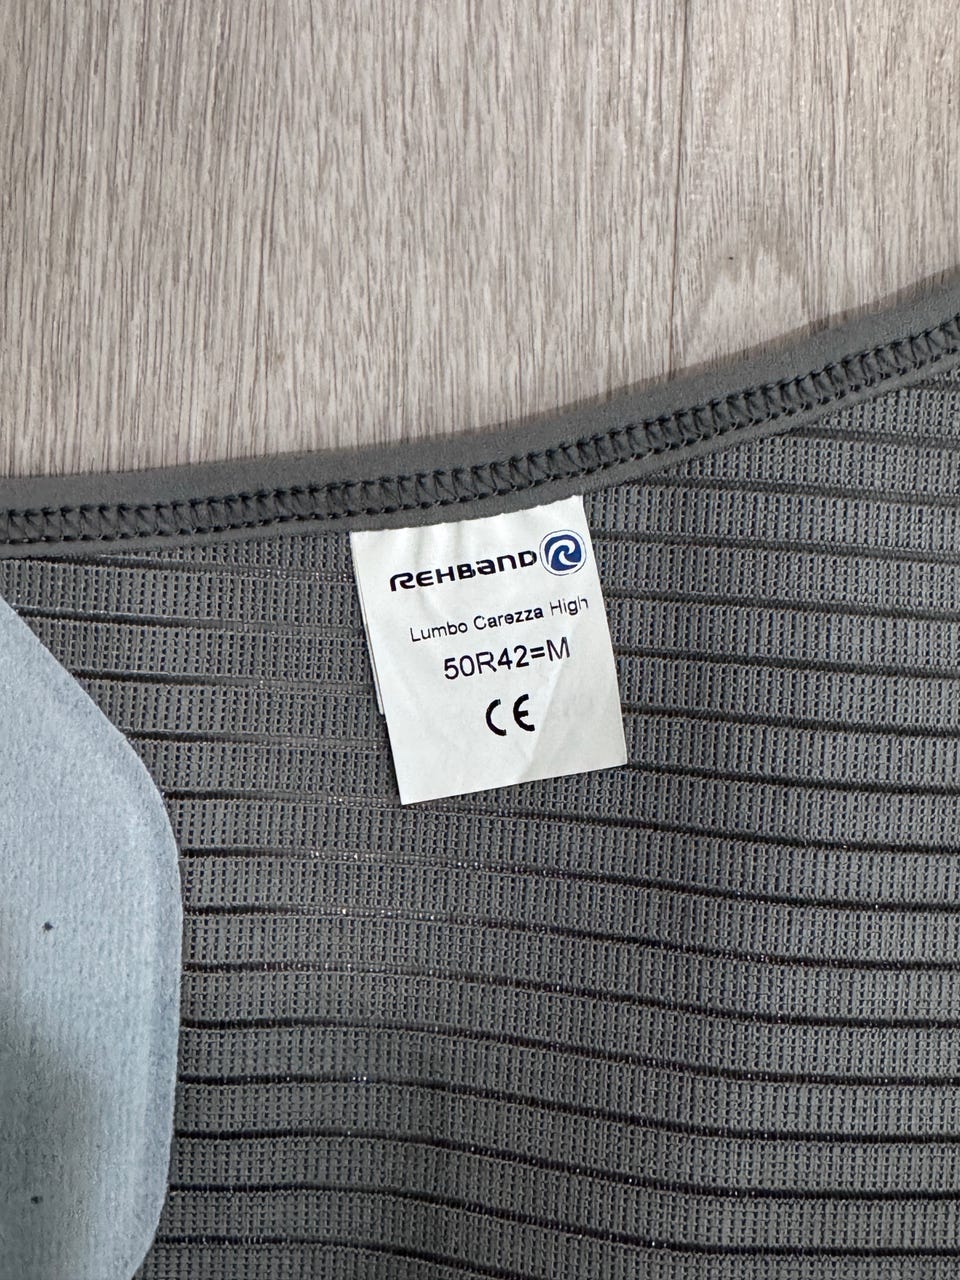 REHBAND
Lumbo Carezza High
50R42=M
CE